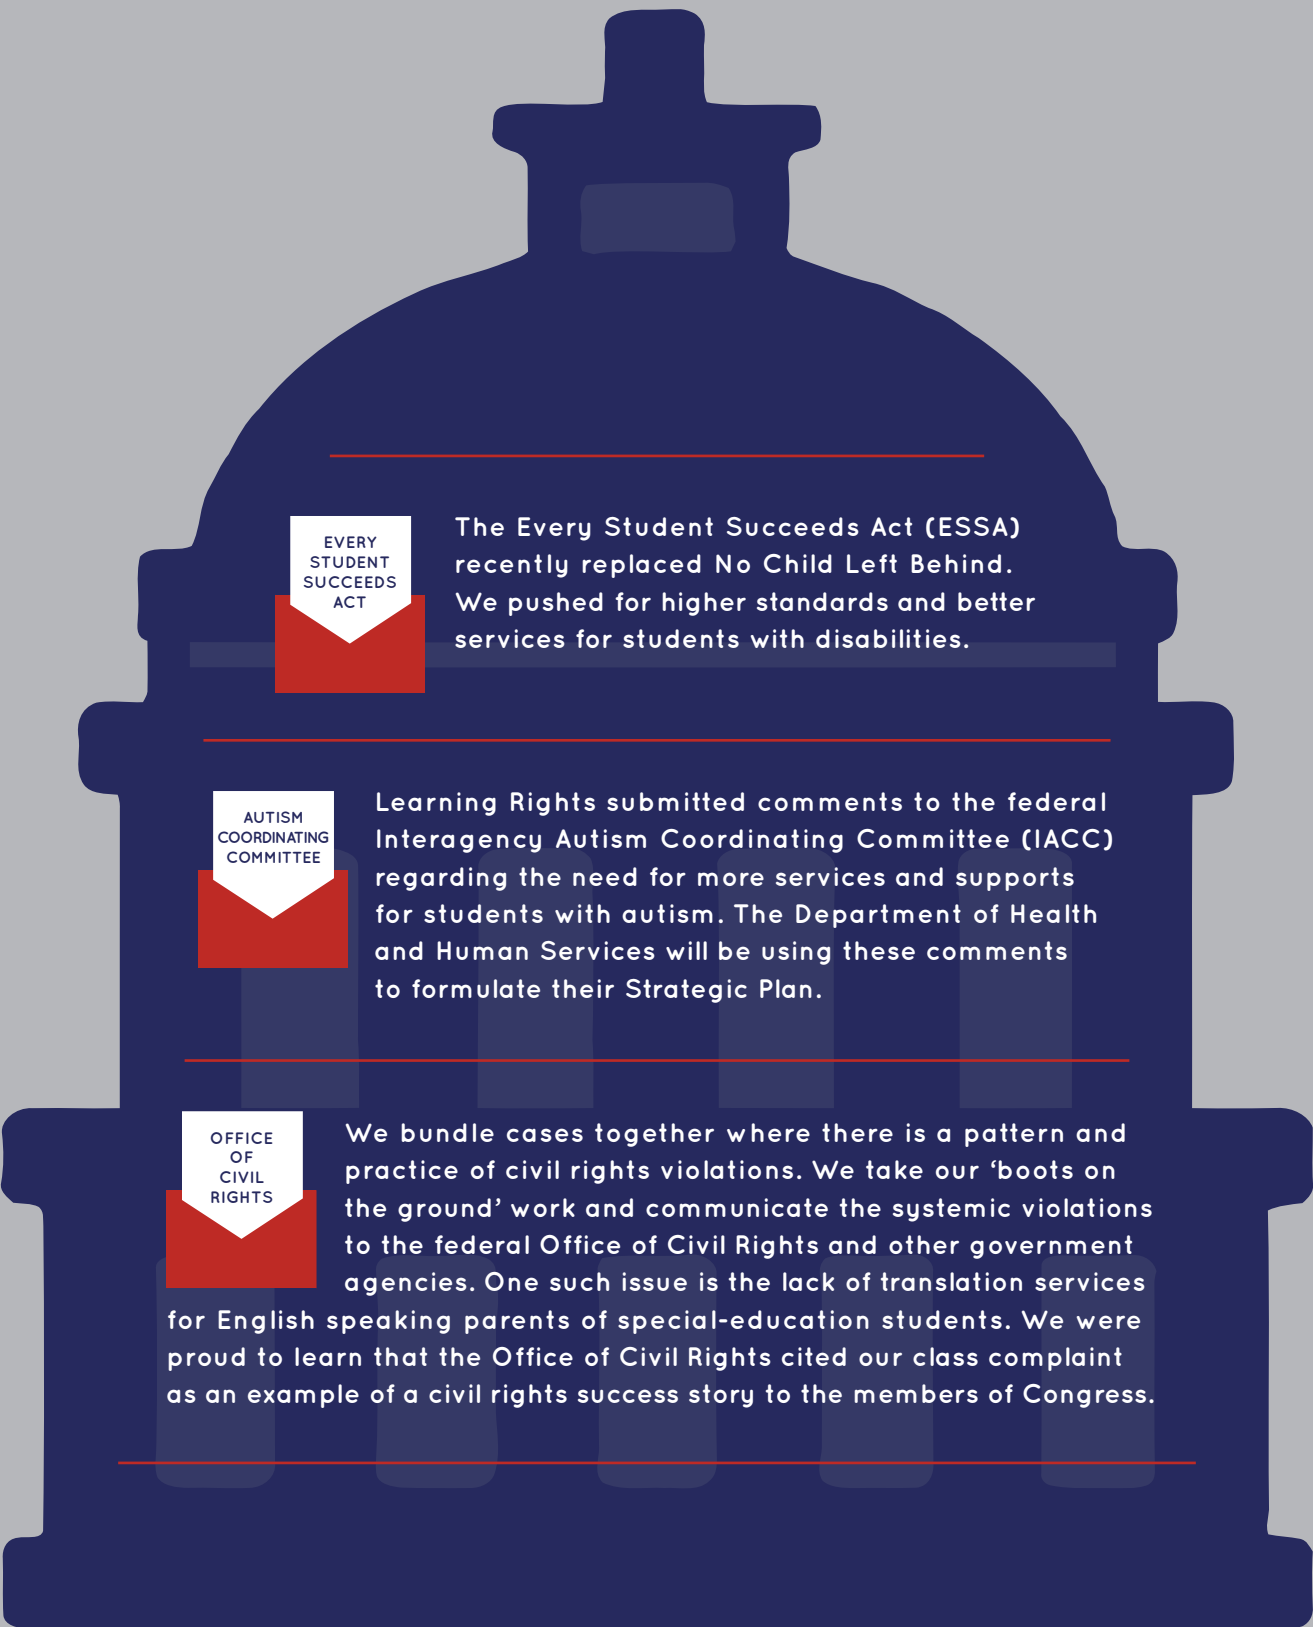 EVERY
STUDENT
SUCCEEDS
ACT
The Every Student Succeeds Act (ESSA)
recently replaced No Child Left Behind.
We pushed for higher standards and better
services for students with disabilities.
AUTISM
COORDINATING
COMMITTEE
Learning Rights submitted comments to the federal
Interagency Autism Coordinating Committee (IACC)
regarding the need for more services and supports
for students with autism. The Department of Health
and Human Services will be using these comments
to formulate their Strategic Plan.
OFFICE
OF
CIVIL
RIGHTS
We bundle cases together where there is a pattern and
practice of civil rights violations. We take our ‘boots on
the ground’ work and communicate the systemic violations
to the federal Office of Civil Rights and other government
agencies. One such issue is the lack of translation services
for English speaking parents of special-education students. We were
proud to learn that the Office of Civil Rights cited our class complaint
as an example of a civil rights success story to the members of Congress.